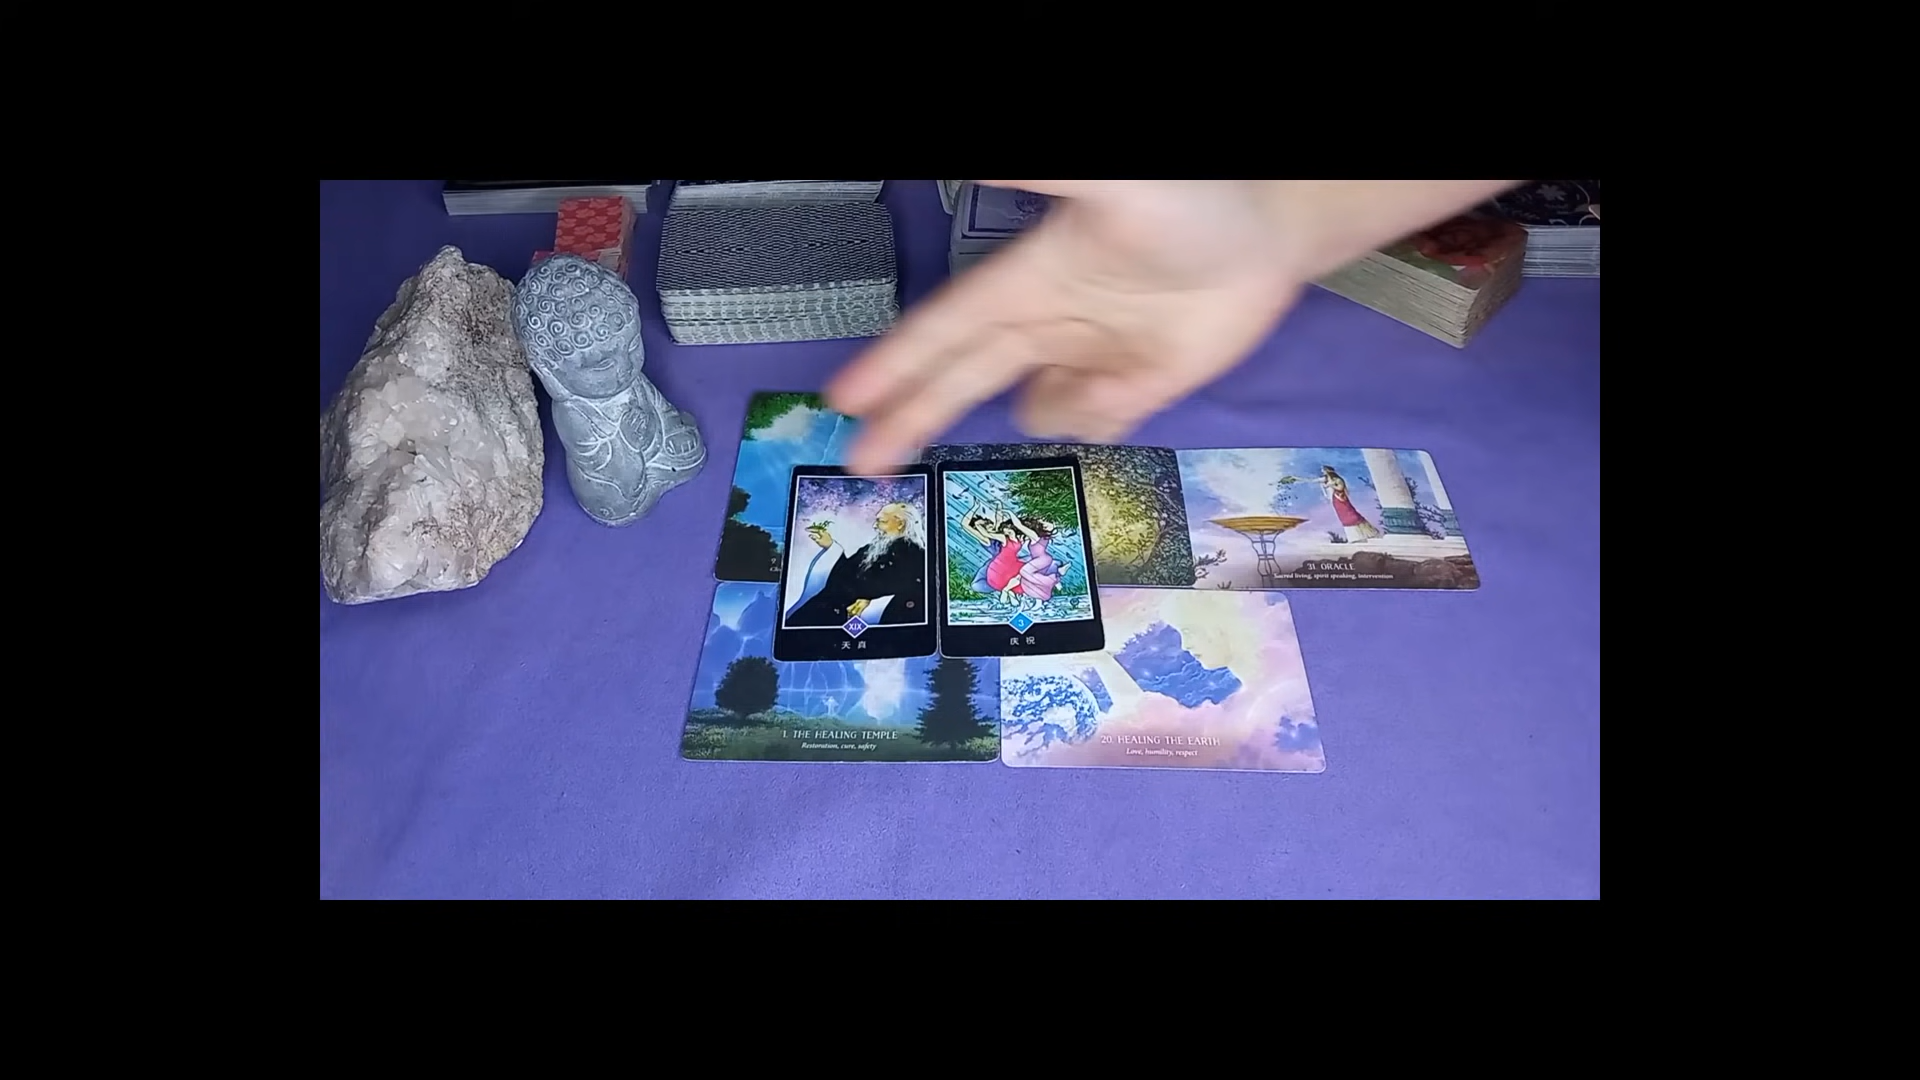 31. ORACLE
Sacred living, spirit speaking, intervention
XIX
天真
3
庆祝
1. THE HEALING TEMPLE
Restoration, cure, safety
20. HEALING THE EARTH
Love, humility, respect